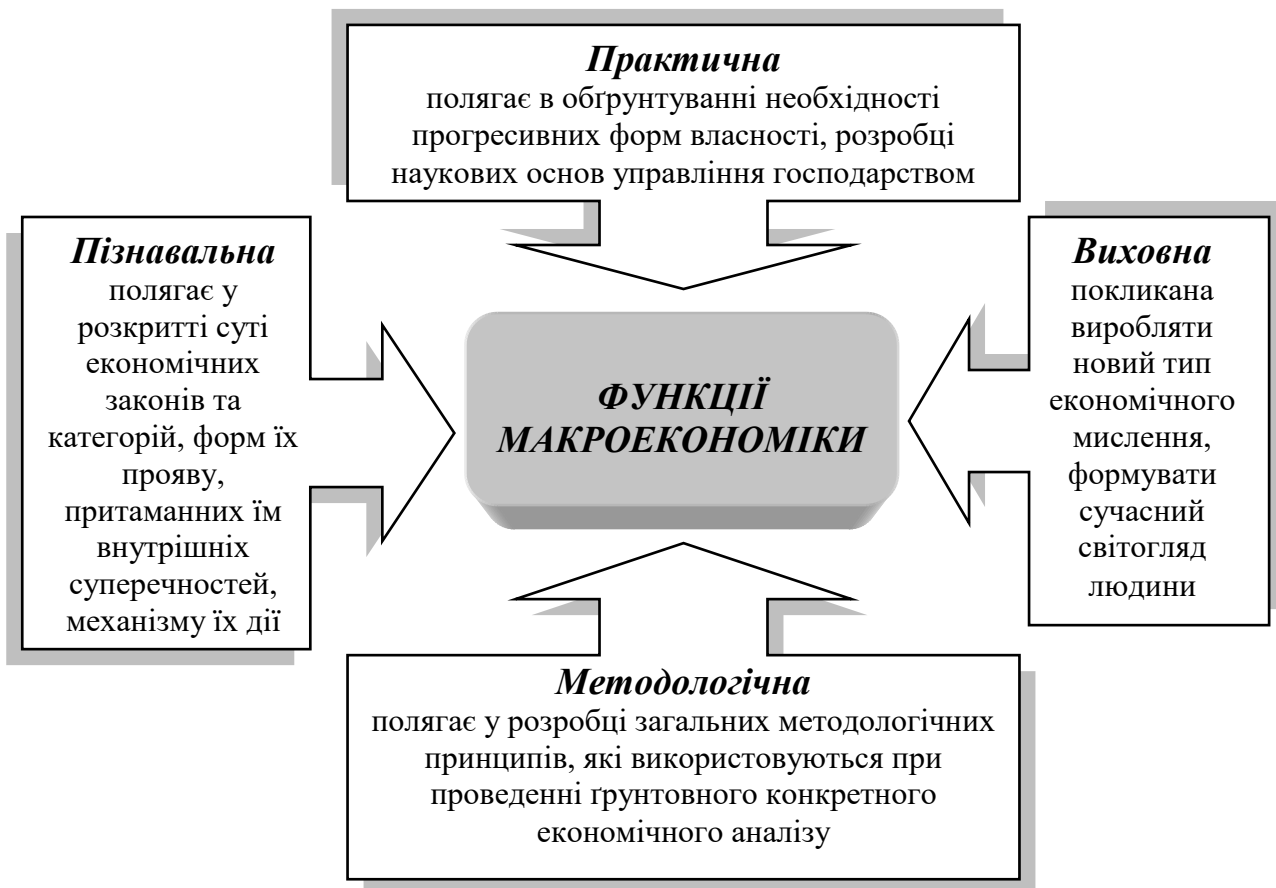 Практична
полягає в обґрунтуванні необхідності
прогресивних форм власності, розробці
наукових основ управління господарством
Пізнавальна
полягає у
розкритті суті
економічних
законів та
категорій, форм їх
прояву,
притаманних їм
внутрішніх
суперечностей,
механізму їх дії
ФУНКЦІЇ
МАКРОЕКОНОМІКИ
Виховна
покликана
виробляти
новий тип
економічного
мислення,
формувати
сучасний
світогляд
людини
Методологічна
полягає у розробці загальних методологічних
принципів, які використовуються при
проведенні ґрунтовного конкретного
економічного аналізу